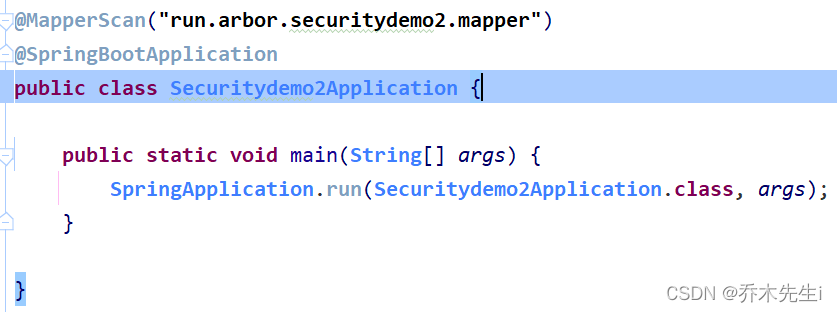 @MapperScan("run.arbor.securitydemo2.mapper")
@SpringBootApplication
public class Securitydemo2Application {
    public static void main(String[] args) {
        SpringApplication.run(Securitydemo2Application.class, args);
    }
}
CSDN @乔木先生i